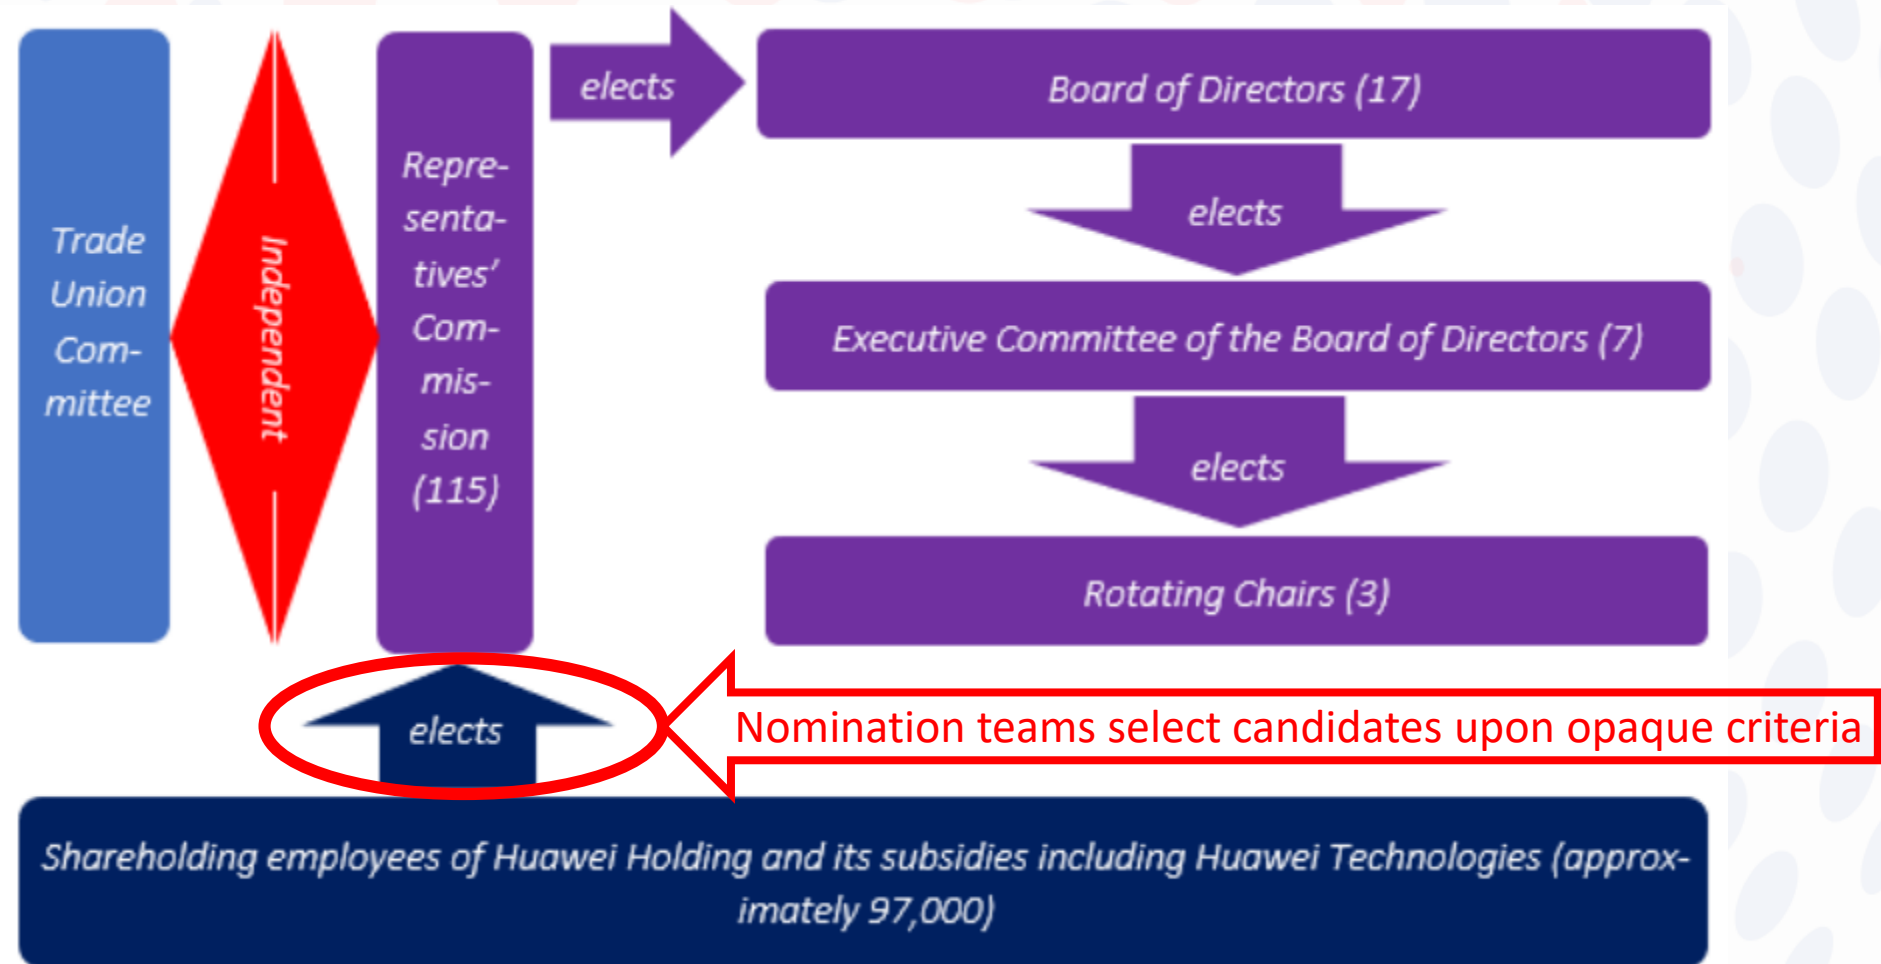 Trade
Union
Com-
mittee
Independent
Repre-
senta-
tives’
Com-
mis-
sion
(115)
elects
Board of Directors (17)
elects
Executive Committee of the Board of Directors (7)
elects
Rotating Chairs (3)
elects
Nomination teams select candidates upon opaque criteria
Shareholding employees of Huawei Holding and its subsidies including Huawei Technologies (approx-
imately 97,000)